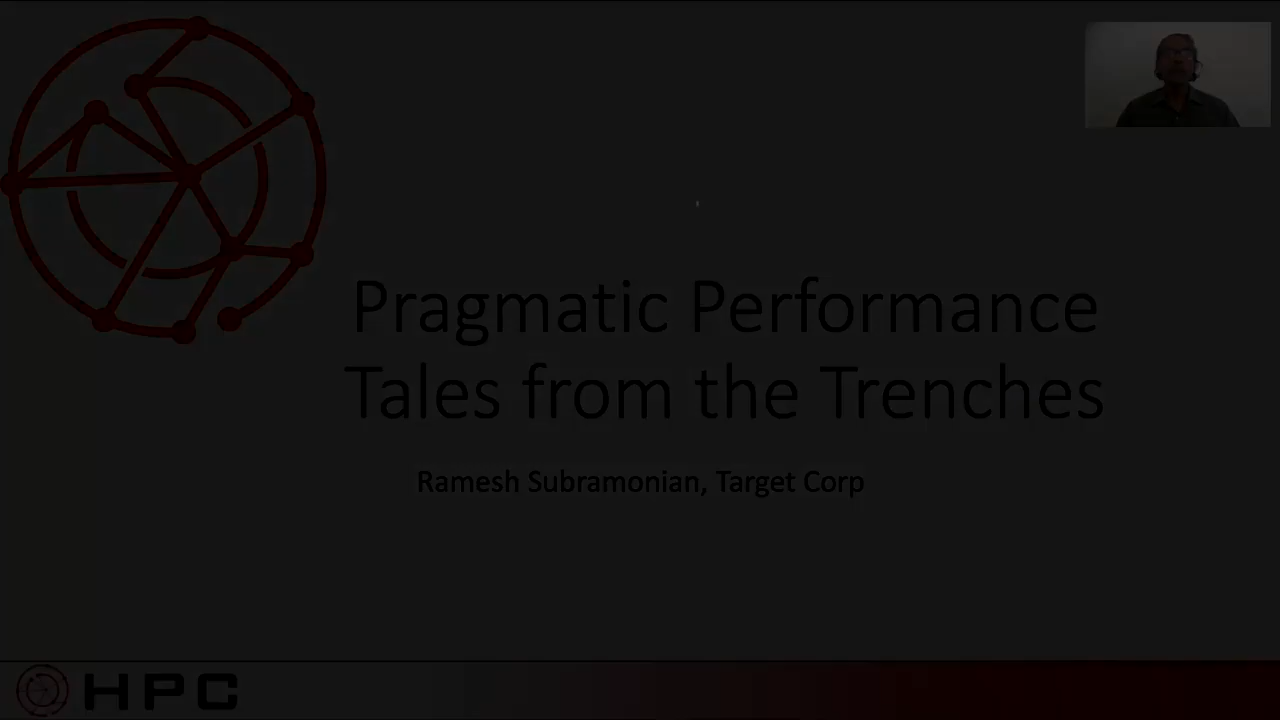 Pragmatic Performance
Tales from the Trenches
Ramesh Subramonian, Target Corp
HPC